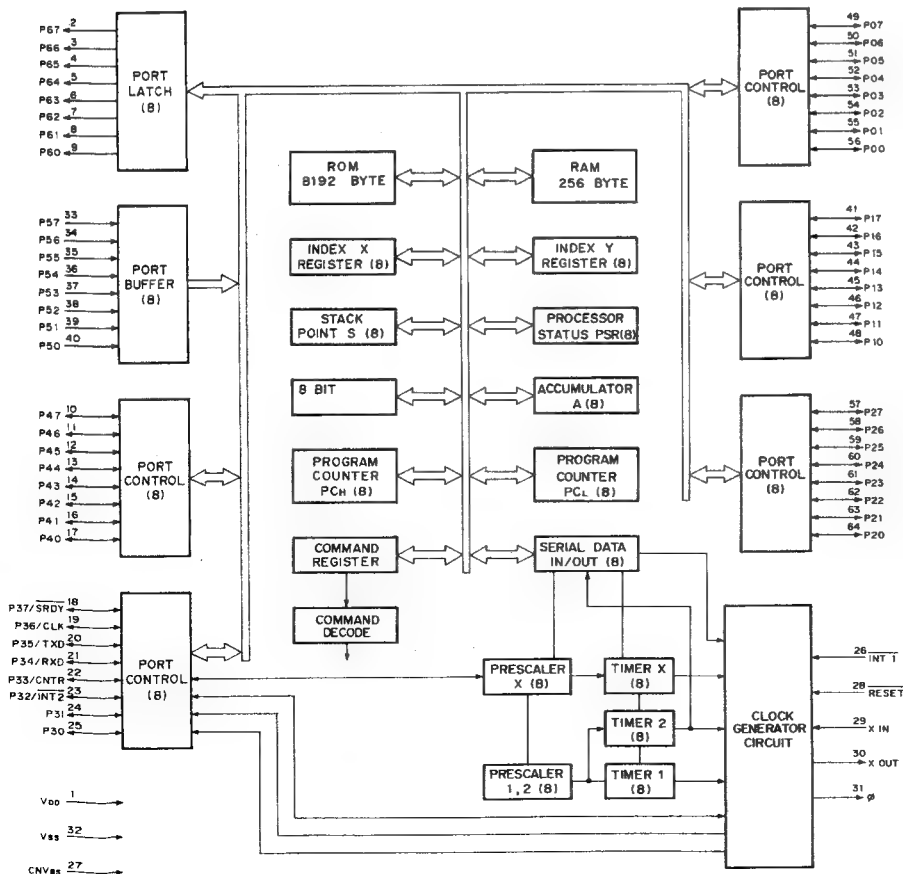 P67 2
P66 3
P65 4
P64 5
P63 6
P62 7
P61 8
P60 9
PORT
LATCH
(8)
P57 33
P56 34
P55 35
P54 36
P53 37
P52 38
P51 39
P50 40
PORT
BUFFER
(8)
P47 10
P46 11
P45 12
P44 13
P43 14
P42 15
P41 16
P40 17
PORT
CONTROL
(8)
P37/SRDY 18
P36/CLK 19
P35/TXD 20
P34/RXD 21
P33/CNTR 22
P32/INT2 23
P31 24
P30 25
PORT
CONTROL
(8)
VDD 1
VSS 32
CNVSS 27
ROM
8192 BYTE
RAM
256 BYTE
INDEX X
REGISTER (8)
INDEX Y
REGISTER (8)
STACK
POINT S (8)
PROCESSOR
STATUS PSR(8)
8 BIT
ACCUMULATOR
A (8)
PROGRAM
COUNTER
PCH (8)
PROGRAM
COUNTER
PCL (8)
COMMAND
REGISTER
SERIAL DATA
IN/OUT (8)
COMMAND
DECODE
PRESCALER
X (8)
TIMER X
(8)
TIMER 2
(8)
PRESCALER
1,2 (8)
TIMER 1
(8)
PORT
CONTROL
(8)
49 P07
50 P06
51 P05
52 P04
53 P03
54 P02
55 P01
56 P00
PORT
CONTROL
(8)
41 P17
42 P16
43 P15
44 P14
45 P13
46 P12
47 P11
48 P10
PORT
CONTROL
(8)
57 P27
58 P26
59 P25
60 P24
61 P23
62 P22
63 P21
64 P20
CLOCK
GENERATOR
CIRCUIT
26 INT 1
28 RESET
29 X IN
30 X OUT
31 ø